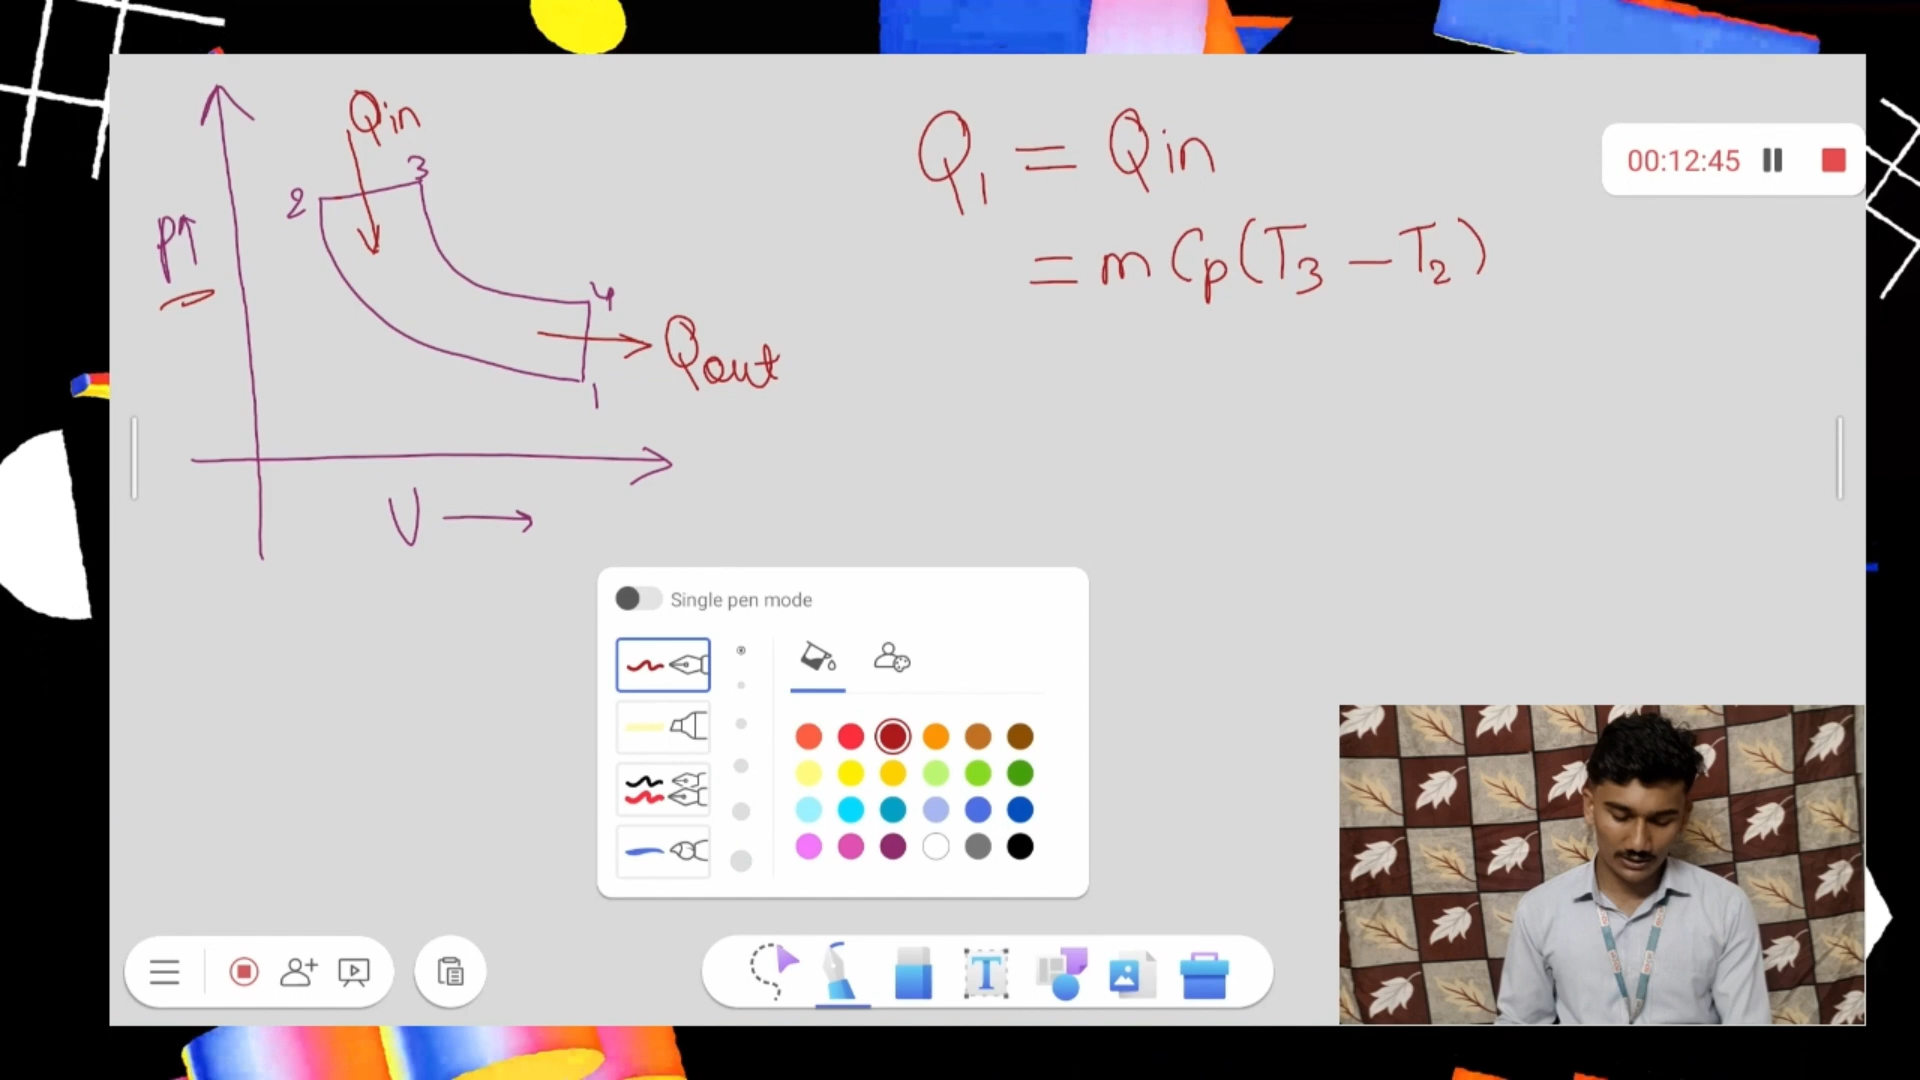 Qin
Q1 = Qin
00:12:45
2
3
= m Cp (T3 - T2)
P↑
4
Qout
1
V →
Single pen mode
T